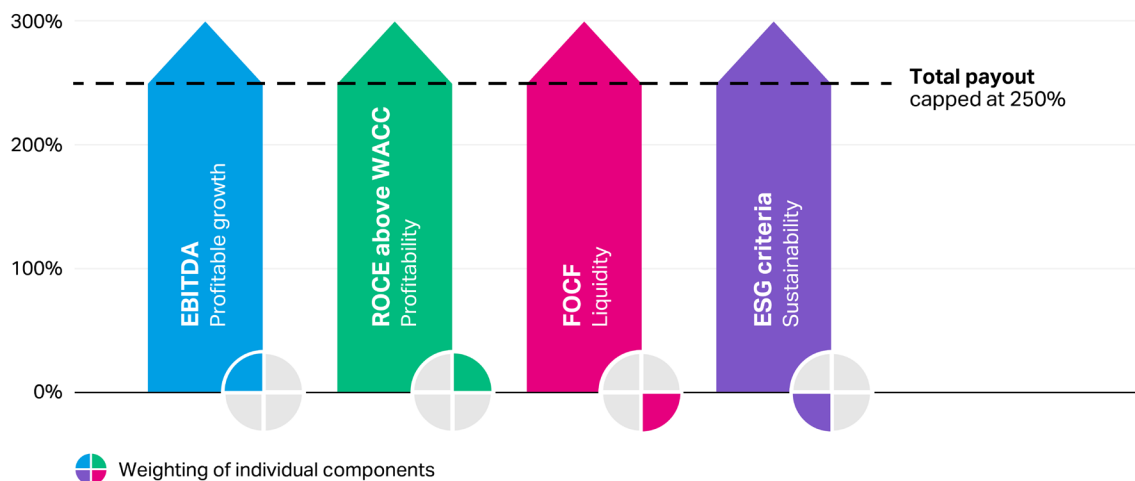 300%
200%
100%
0%
EBITDA
Profitable growth
ROCE above WACC
Profitability
FOCF
Liquidity
ESG criteria
Sustainability
Total payout
capped at 250%
Weighting of individual components